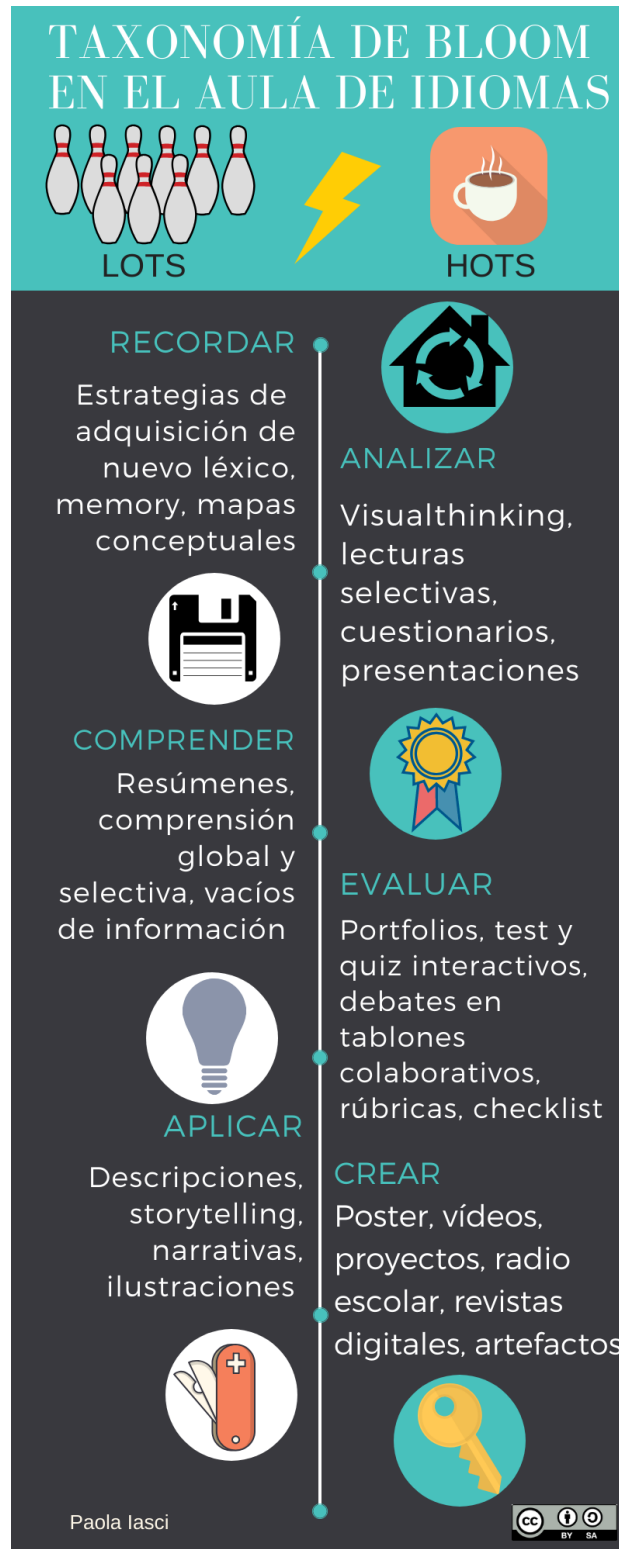 TAXONOMÍA DE BLOOM
EN EL AULA DE IDIOMAS
LOTS
HOTS
RECORDAR
Estrategias de
adquisición de
nuevo léxico,
memory, mapas
conceptuales
COMPRENDER
Resúmenes,
comprensión
global y
selectiva, vacíos
de información
APLICAR
Descripciones,
storytelling,
narrativas,
ilustraciones
ANALIZAR
Visualthinking,
lecturas
selectivas,
cuestionarios,
presentaciones
EVALUAR
Portfolios, test y
quiz interactivos,
debates en
tablones
colaborativos,
rúbricas, checklist
CREAR
Poster, vídeos,
proyectos, radio
escolar, revistas
digitales, artefactos
Paola Iasci
cc
BY SA